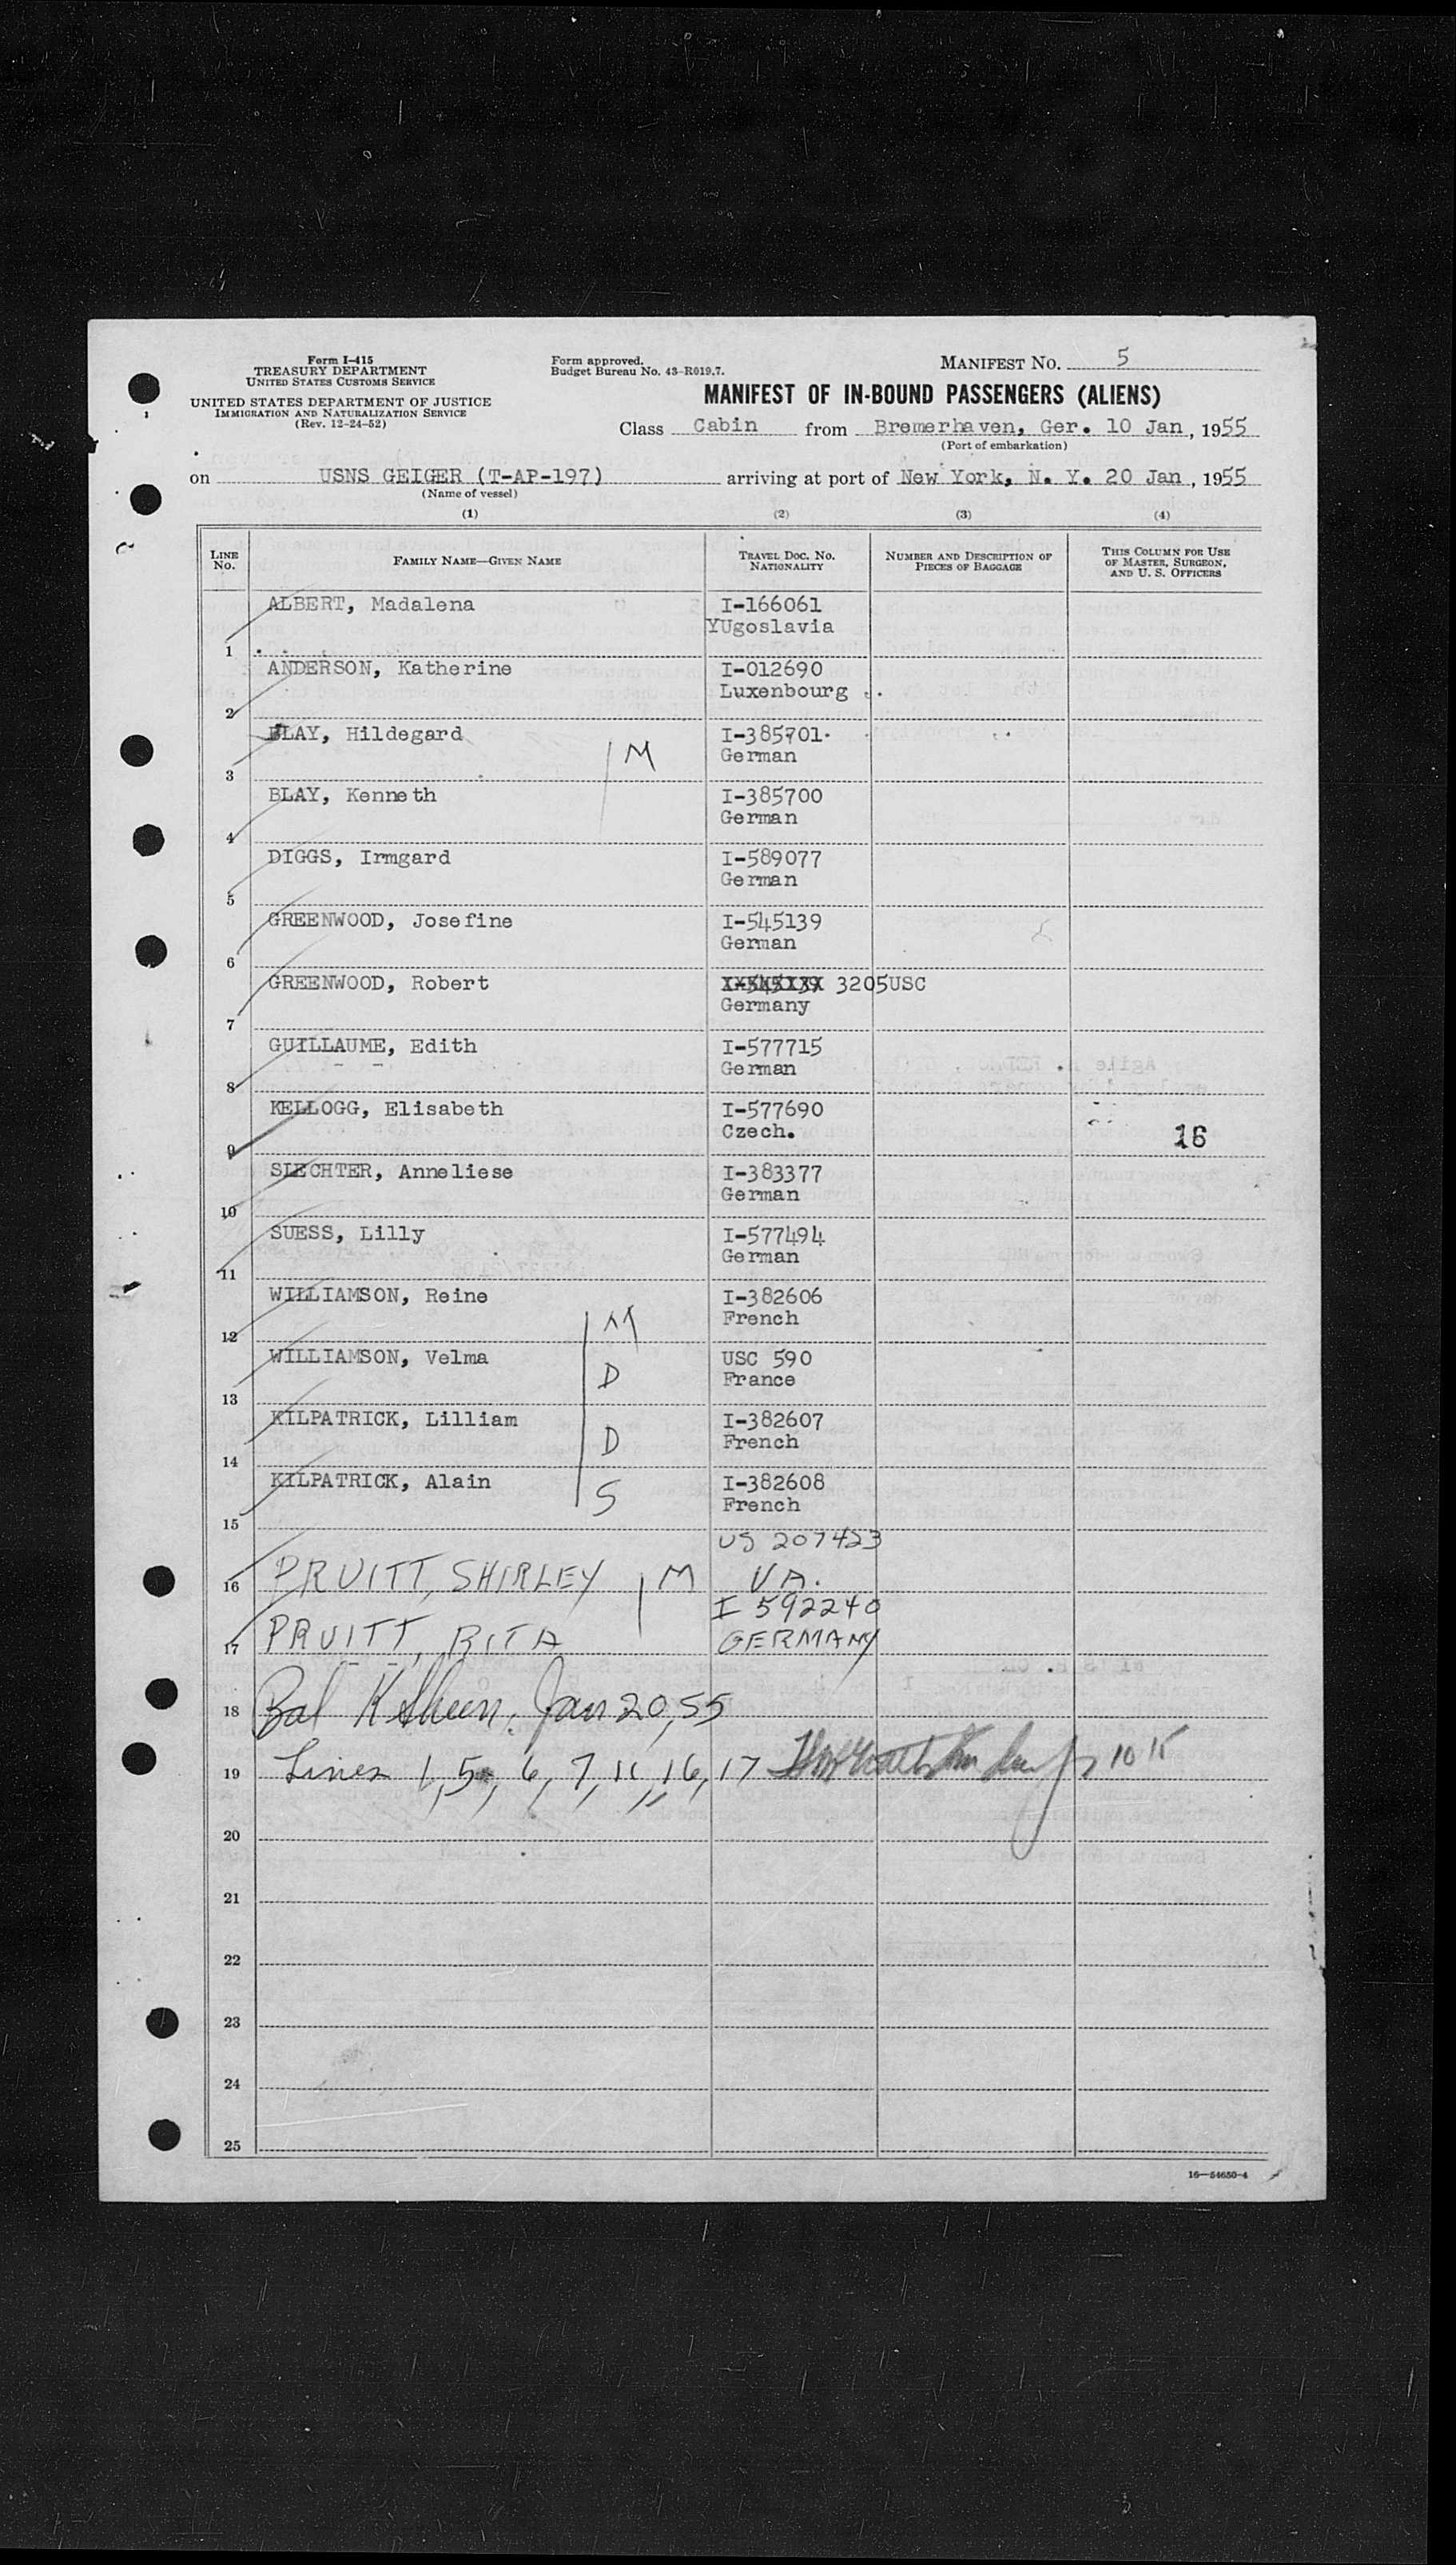 Form I-415
TREASURY DEPARTMENT
UNITED STATES CUSTOMS SERVICE
UNITED STATES DEPARTMENT OF JUSTICE
IMMIGRATION AND NATURALIZATION SERVICE
(Rev. 12-24-52)
Form approved.
Budget Bureau No. 43-R019.7.
MANIFEST NO. 5
MANIFEST OF IN-BOUND PASSENGERS (ALIENS)
Class Cabin from Bremerhaven, Ger. 10 Jan, 1955
(Port of embarkation)
on USNS GEIGER (T-AP-197) arriving at port of New York, N. Y. 20 Jan, 1955
(Name of vessel)
(1) (2) (3) (4)
LINE NO.
FAMILY NAME—GIVEN NAME
TRAVEL DOC. NO. NATIONALITY
NUMBER AND DESCRIPTION OF PIECES OF BAGGAGE
THIS COLUMN FOR USE OF MASTER, SURGEON, AND U. S. OFFICERS
ALBERT, Madalena I-166061
YUgoslavia
1
ANDERSON, Katherine I-012690
Luxenbourg
2
BLAY, Hildegard I-385701
M German
3
BLAY, Kenneth I-385700
German
4
DIGGS, Irmgard I-589077
German
5
GREENWOOD, Josefine I-545139
German
6
GREENWOOD, Robert I-545139 3205USC
Germany
7
GUILLAUME, Edith I-577715
German
8
KELLOGG, Elisabeth I-577690
Czech. 16
9
SLECHTER, Anneliese I-383377
German
10
SUESS, Lilly I-577494
German
11
WILLIAMSON, Reine I-382606
M French
12
WILLIAMSON, Velma USC 590
D France
13
KILPATRICK, Lilliam I-382607
D French
14
KILPATRICK, Alain I-382608
S French
15
US 207423
16 PRUITT, SHIRLEY M VA.
I 592240
17 PRUITT, RITA GERMANY
18 Bal Jan 20, 55
19 Lines 1, 5, 6, 7, 11, 16, 17
20
21
22
23
24
25
16—54650-4